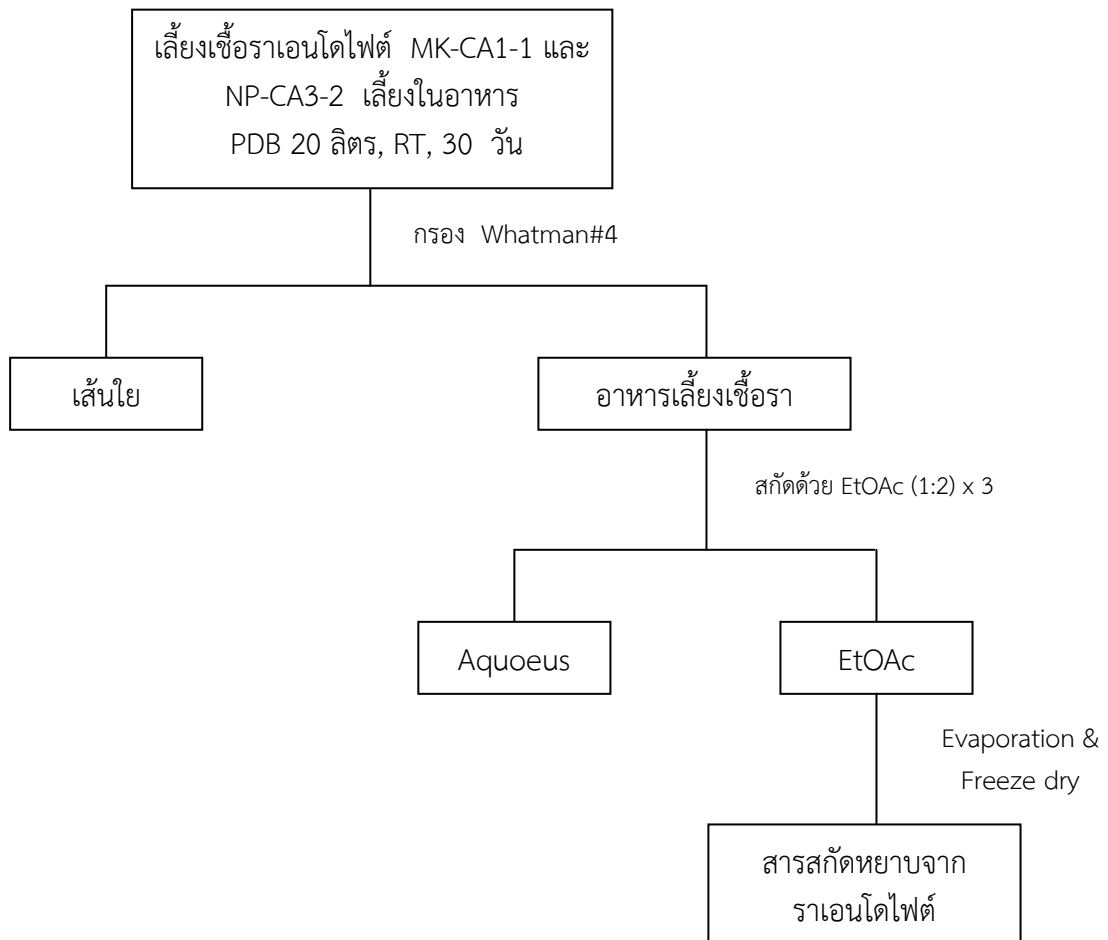 เลี้ยงเชื้อราเอนโดไฟต์ MK-CA1-1 และ
NP-CA3-2 เลี้ยงในอาหาร
PDB 20 ลิตร, RT, 30 วัน
กรอง Whatman#4
เส้นใย
อาหารเลี้ยงเชื้อรา
สกัดด้วย EtOAc (1:2) x 3
Aquoeus
EtOAc
Evaporation &
Freeze dry
สารสกัดหยาบจาก
ราเอนโดไฟต์